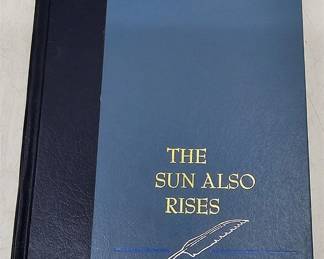 THE
SUN ALSO
RISES